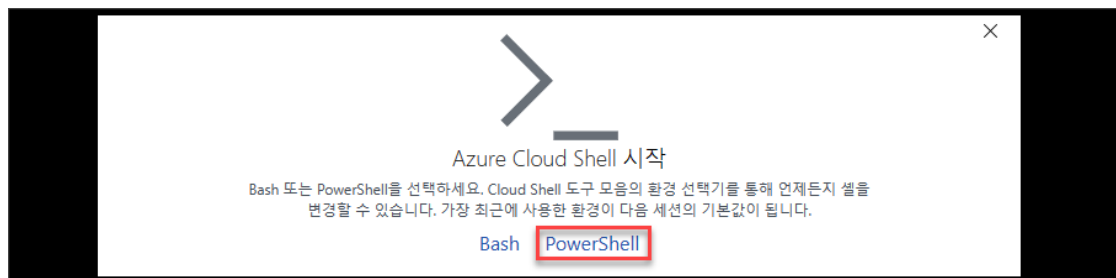 Azure Cloud Shell 시작
Bash 또는 PowerShell을 선택하세요. Cloud Shell 도구 모음의 환경 선택기를 통해 언제든지 셸을
변경할 수 있습니다. 가장 최근에 사용한 환경이 다음 세션의 기본값이 됩니다.
Bash PowerShell